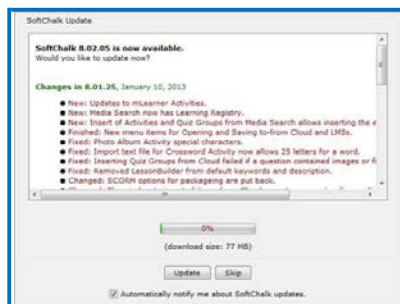 SoftChalk Update
SoftChalk 8.02.05 is now available.
Would you like to update now?
Changes in 8.01.25, January 10, 2013
New: Updates to mLearner Activities.
New: Media Search now has Learning Registry.
New: Insert of Activities and Quiz Groups from Media Search allows inserting the e
Finished: New menu items for Opening and Saving to-from Cloud and LMSs.
Fixed: Photo Album Activity special characters.
Fixed: Import text file for Crossword Activity now allows 25 letters for a word.
Fixed: Inserting Quiz Groups from Cloud failed if a question contained images or fi
Fixed: Removed LessonBuilder from default keywords and description.
Changed: SCORM options for packageing are put back.
0%
(download size: 77 MB)
Update Skip
Automatically notify me about SoftChalk updates.